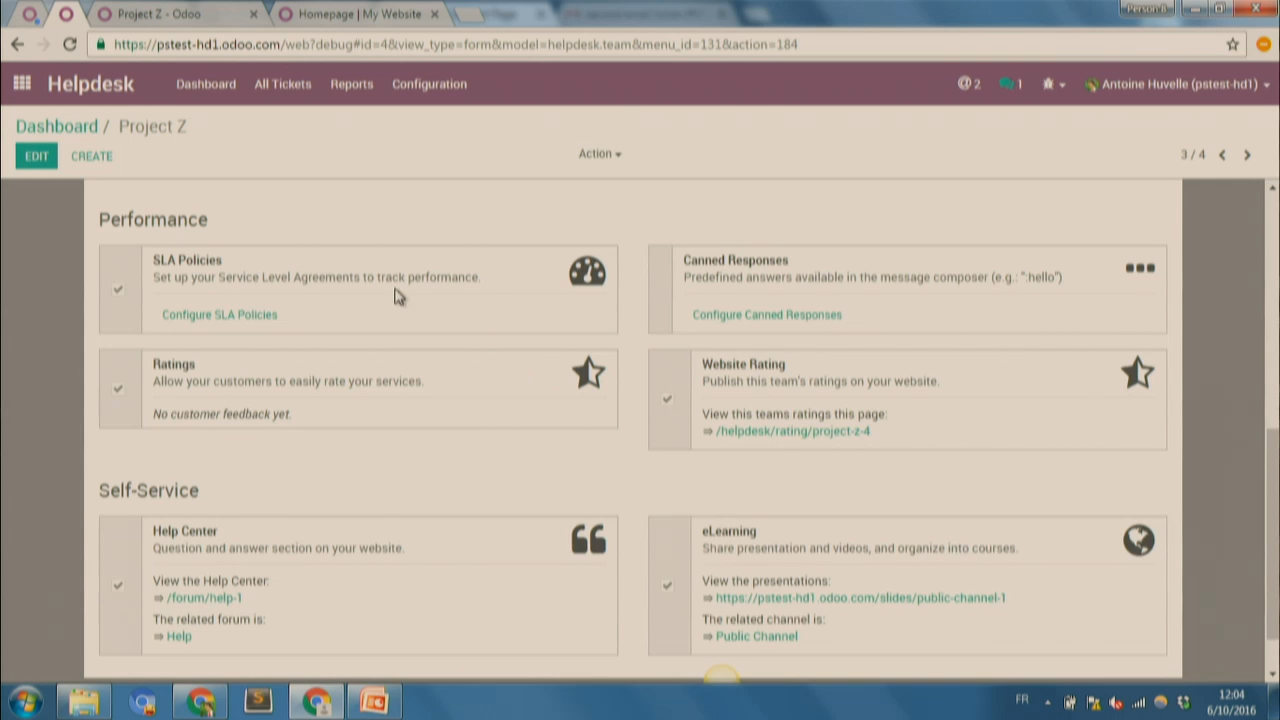 Project Z - Odoo
Homepage | My Website
Person 8
https://pstest-hd1.odoo.com/web?debug#id=4&view_type=form&model=helpdesk.team&menu_id=131&action=184
Helpdesk Dashboard All Tickets Reports Configuration @ 2 1 Antoine Huvelle (pstest-hd1)
Dashboard / Project Z
EDIT CREATE Action 3 / 4
Performance
SLA Policies
Set up your Service Level Agreements to track performance.
Configure SLA Policies
Canned Responses
Predefined answers available in the message composer (e.g.: ":hello")
Configure Canned Responses
Ratings
Allow your customers to easily rate your services.
No customer feedback yet.
Website Rating
Publish this team's ratings on your website.
View this teams ratings this page:
⇒ /helpdesk/rating/project-z-4
Self-Service
Help Center
Question and answer section on your website.
View the Help Center:
⇒ /forum/help-1
The related forum is:
⇒ Help
eLearning
Share presentation and videos, and organize into courses.
View the presentations:
⇒ https://pstest-hd1.odoo.com/slides/public-channel-1
The related channel is:
⇒ Public Channel
FR
12:04
6/10/2016